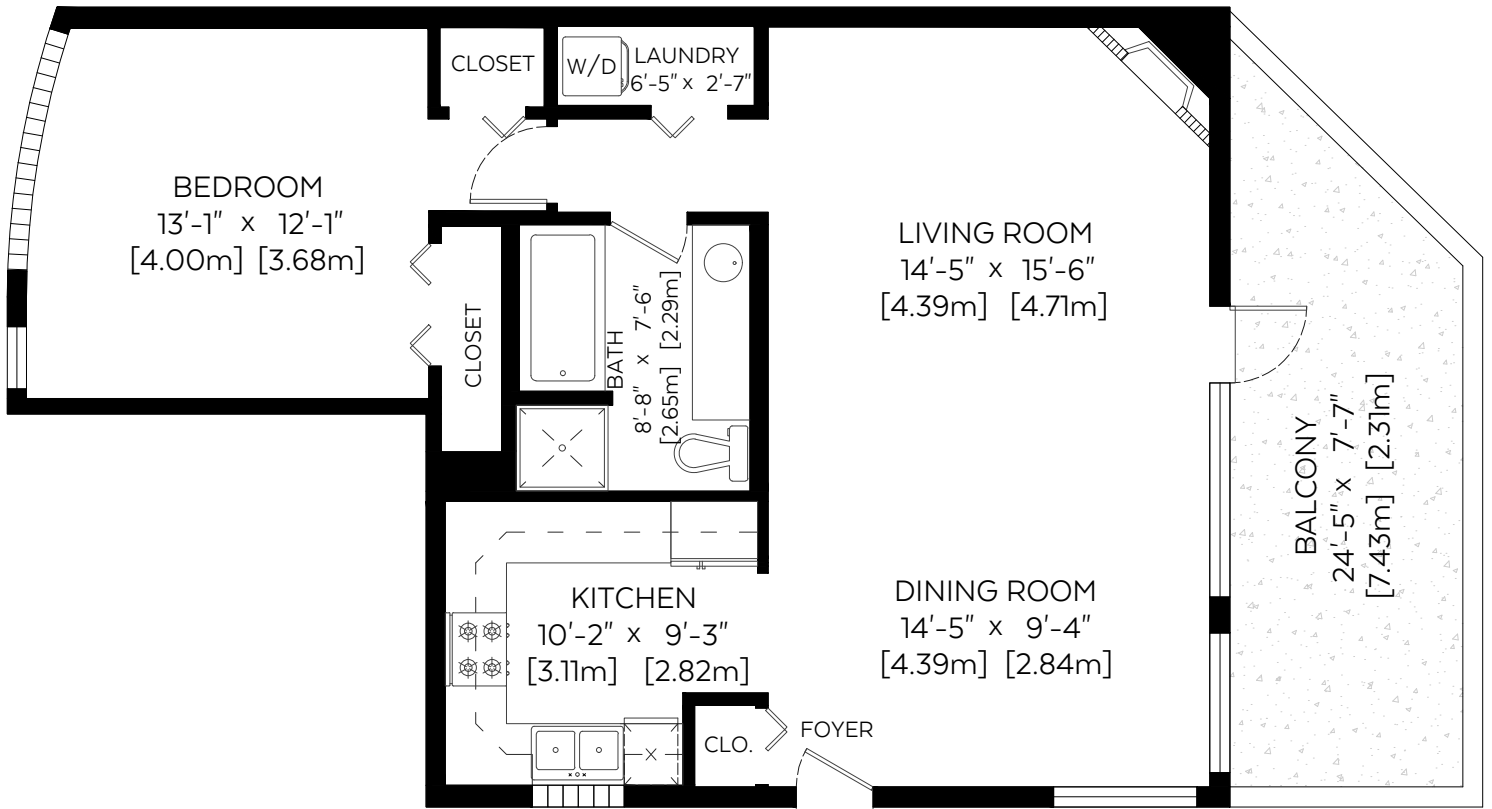 CLOSET
W/D
LAUNDRY
6'-5" x 2'-7"
BEDROOM
13'-1" x 12'-1"
[4.00m] [3.68m]
LIVING ROOM
14'-5" x 15'-6"
[4.39m] [4.71m]
CLOSET
BATH
8'-8" x 7'-6"
[2.65m] [2.29m]
BALCONY
24'-5" x 7'-7"
[7.43m] [2.31m]
KITCHEN
10'-2" x 9'-3"
[3.11m] [2.82m]
DINING ROOM
14'-5" x 9'-4"
[4.39m] [2.84m]
CLO.
FOYER